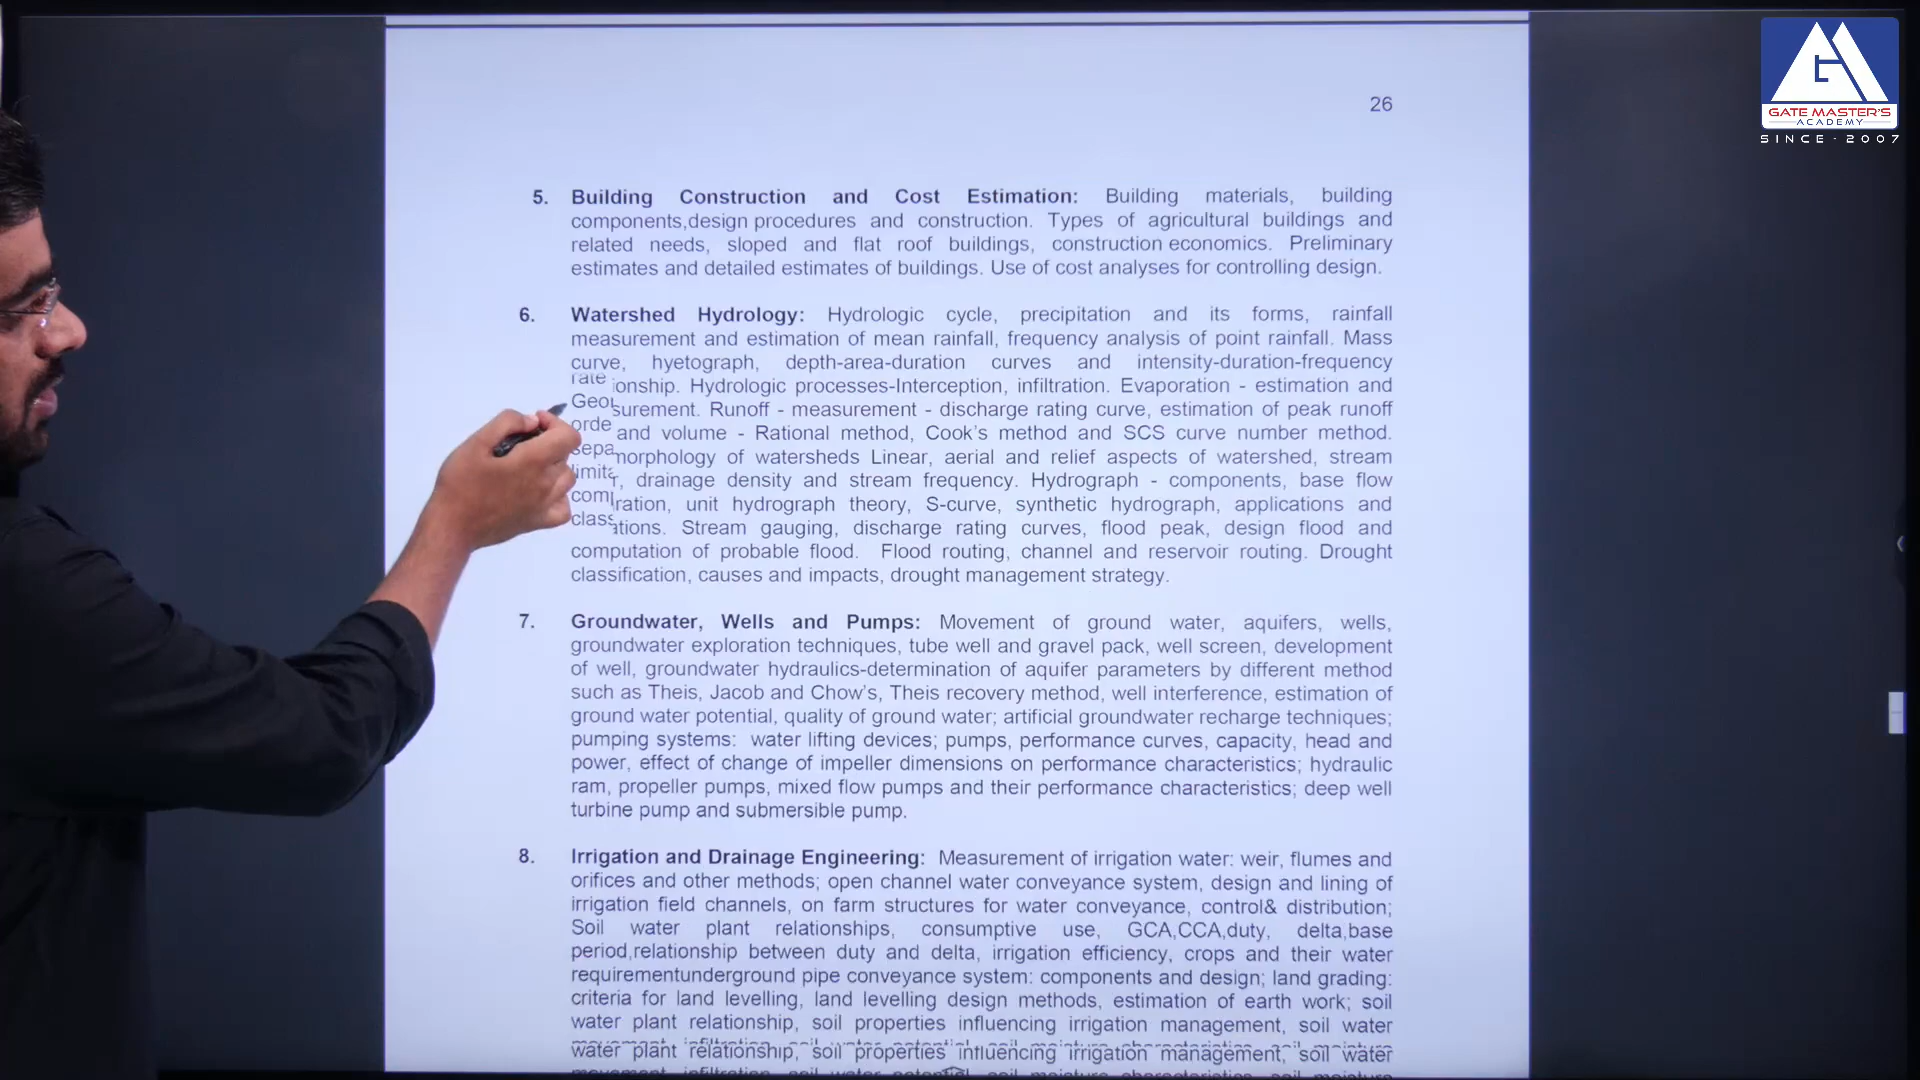 GATE MASTER'S
ACADEMY
SINCE-2007
26
5. Building Construction and Cost Estimation: Building materials, building
components,design procedures and construction. Types of agricultural buildings and
related needs, sloped and flat roof buildings, construction economics. Preliminary
estimates and detailed estimates of buildings. Use of cost analyses for controlling design.
6. Watershed Hydrology: Hydrologic cycle, precipitation and its forms, rainfall
measurement and estimation of mean rainfall, frequency analysis of point rainfall. Mass
curve, hyetograph, depth-area-duration curves and intensity-duration-frequency
ionship. Hydrologic processes-Interception, infiltration. Evaporation - estimation and
surement. Runoff - measurement - discharge rating curve, estimation of peak runoff
rate and volume - Rational method, Cook's method and SCS curve number method.
Geomorphology of watersheds Linear, aerial and relief aspects of watershed, stream
order, drainage density and stream frequency. Hydrograph - components, base flow
separation, unit hydrograph theory, S-curve, synthetic hydrograph, applications and
limitations. Stream gauging, discharge rating curves, flood peak, design flood and
computation of probable flood. Flood routing, channel and reservoir routing. Drought
classification, causes and impacts, drought management strategy.
7. Groundwater, Wells and Pumps: Movement of ground water, aquifers, wells,
groundwater exploration techniques, tube well and gravel pack, well screen, development
of well, groundwater hydraulics-determination of aquifer parameters by different method
such as Theis, Jacob and Chow's, Theis recovery method, well interference, estimation of
ground water potential, quality of ground water; artificial groundwater recharge techniques;
pumping systems: water lifting devices; pumps, performance curves, capacity, head and
power, effect of change of impeller dimensions on performance characteristics; hydraulic
ram, propeller pumps, mixed flow pumps and their performance characteristics; deep well
turbine pump and submersible pump.
8. Irrigation and Drainage Engineering: Measurement of irrigation water: weir, flumes and
orifices and other methods; open channel water conveyance system, design and lining of
irrigation field channels, on farm structures for water conveyance, control& distribution;
Soil water plant relationships, consumptive use, GCA,CCA,duty, delta,base
period,relationship between duty and delta, irrigation efficiency, crops and their water
requirementunderground pipe conveyance system: components and design; land grading:
criteria for land levelling, land levelling design methods, estimation of earth work; soil
water plant relationship, soil properties influencing irrigation management, soil water
water plant relationship, soil properties influencing irrigation management, soil water